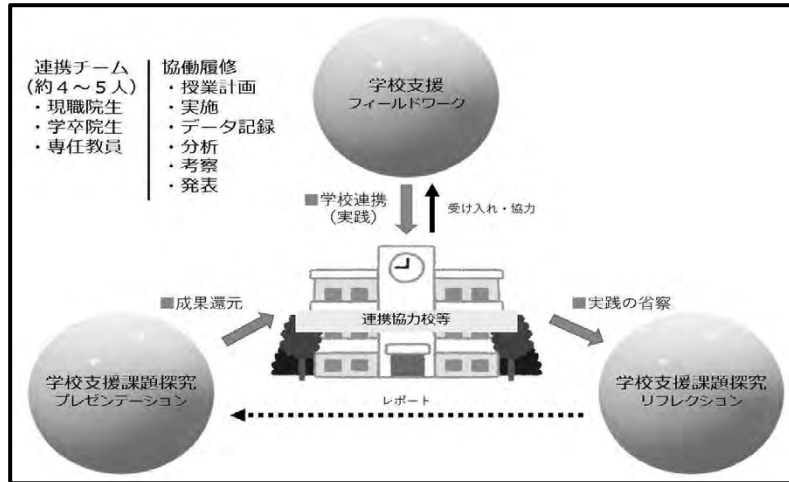 連携チーム
(約４～５人)
・現職院生
・学卒院生
・専任教員
協働履修
・授業計画
・実施
・データ記録
・分析
・考察
・発表
学校支援
フィールドワーク
■学校連携
(実践)
受け入れ・協力
■成果還元
連携協力校等
■実践の省察
学校支援課題探究
プレゼンテーション
レポート
学校支援課題探究
リフレクション